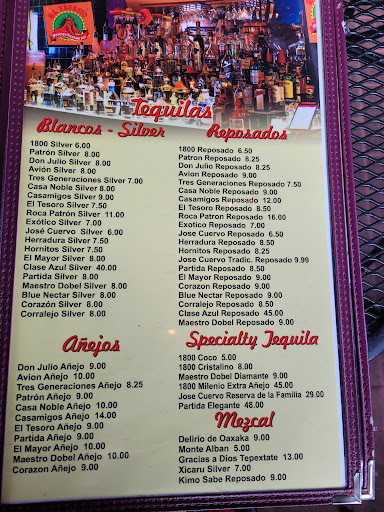 Tequilas
Blancos - Silver
1800 Silver 6.00
Patrón Silver 8.00
Don Julio Silver 8.00
Avión Silver 8.00
Tres Generaciones Silver 7.00
Casa Noble Silver 8.00
Casamigos Silver 9.00
El Tesoro Silver 7.50
Roca Patrón Silver 11.00
Exótico Silver 7.00
José Cuervo Silver 6.00
Herradura Silver 7.50
Hornitos Silver 7.50
El Mayor Silver 8.00
Clase Azul Silver 40.00
Partida Silver 8.00
Maestro Dobel Silver 8.00
Blue Nectar Silver 8.00
Corazón Silver 8.00
Corralejo Silver 8.50
Reposados
1800 Reposado 6.50
Patron Reposado 8.25
Don Julio Reposado 8.25
Avion Reposado 9.00
Tres Generaciones Reposado 7.50
Casa Noble Reposado 9.00
Casamigos Reposado 12.00
El Tesoro Reposado 8.50
Roca Patron Reposado 16.00
Exotico Reposado 7.00
Jose Cuervo Reposado 6.50
Herradura Reposado 8.50
Hornitos Reposado 8.25
Jose Cuervo Tradic. Reposado 9.99
Partida Reposado 8.50
El Mayor Reposado 9.00
Corazon Reposado 9.00
Blue Nectar Reposado 9.00
Corralejo Reposado 8.50
Clase Azul Reposado 45.00
Maestro Dobel Reposado 9.00
Añejos
Don Julio Añejo 9.00
Avion Añejo 10.00
Tres Generaciones Añejo 8.25
Patrón Añejo 9.00
Casa Noble Añejo 10.00
Casamigos Añejo 14.00
El Tesoro Añejo 9.00
Partida Añejo 9.00
El Mayor Añejo 10.00
Maestro Dobel Añejo 10.00
Corazon Añejo 9.00
Specialty Tequila
1800 Coco 5.00
1800 Cristalino 8.00
Maestro Dobel Diamante 9.00
1800 Milenio Extra Añejo 45.00
Jose Cuervo Reserva de la Familia 29.00
Partida Elegante 48.00
Mezcal
Delirio de Oaxaka 9.00
Monte Alban 5.00
Gracias a Dios Tepextate 13.00
Xicaru Silver 7.00
Kimo Sabe Reposado 9.00